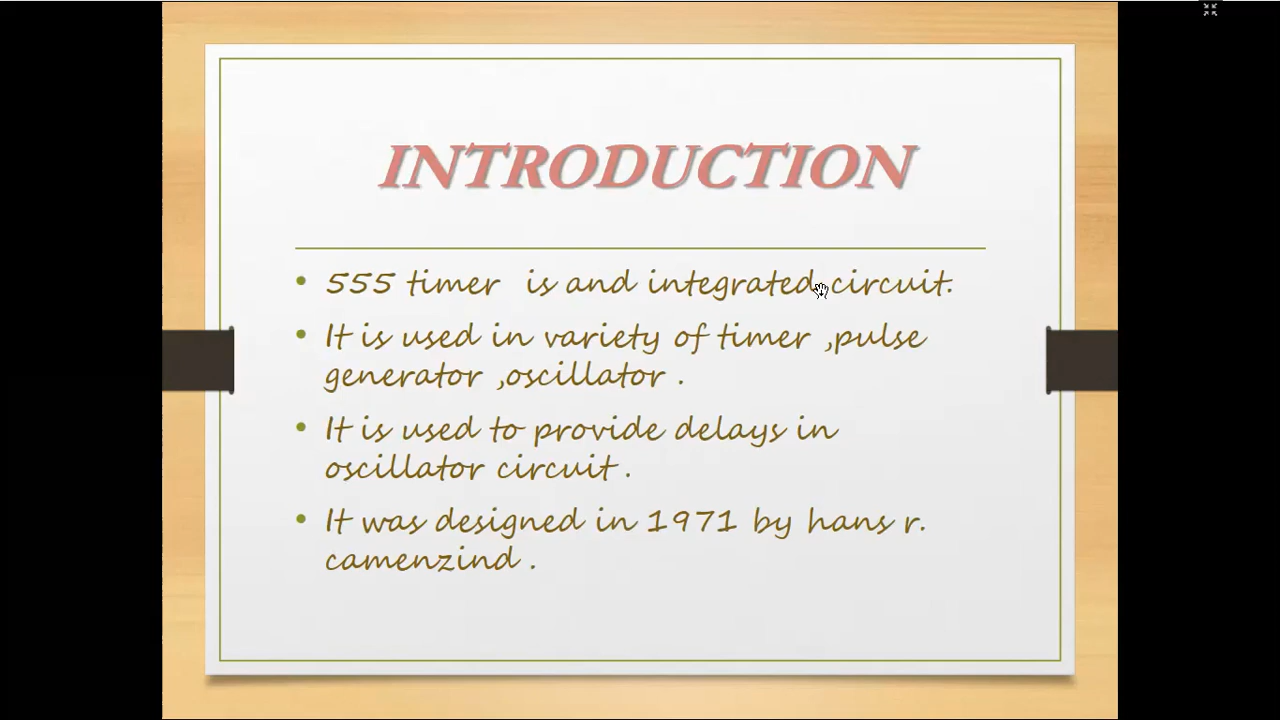 INTRODUCTION
• 555 timer  is and integrated circuit.
• It is used in variety of timer ,pulse
generator ,oscillator .
• It is used to provide delays in
oscillator circuit .
• It was designed in 1971 by hans r.
camenzind .